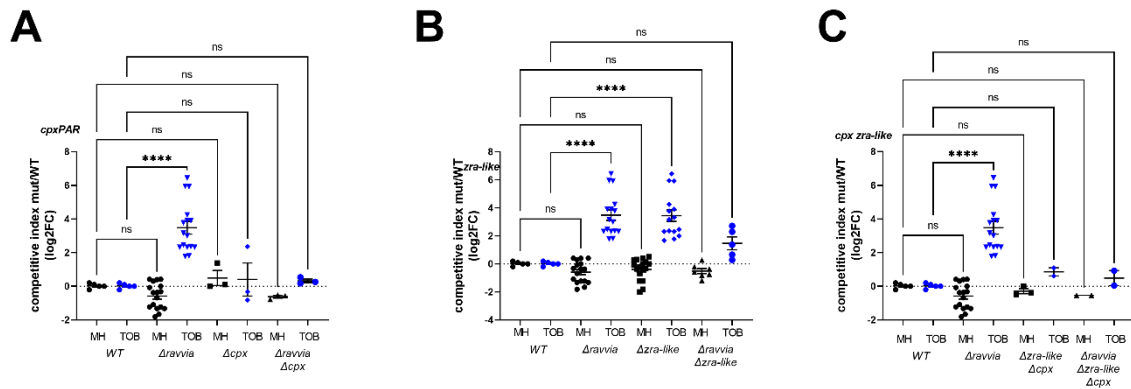 A
ns
ns
ns
cpxPAR
ns
****
ns
competitive index mut/WT
(log2FC)
8
6
4
2
0
-2
MH TOB MH TOB MH TOB MH TOB
WT Δravvia Δcpx Δravvia
Δcpx
B
ns
ns
****
ns
****
zra-like
ns
competitive index mut/WT
(log2FC)
8
6
4
2
0
-2
-4
MH TOB MH TOB MH TOB MH TOB
WT Δravvia Δzra-like Δravvia
Δzra-like
C
ns
ns
ns
cpx zra-like
ns
****
ns
competitive index mut/WT
(log2FC)
8
6
4
2
0
-2
MH TOB MH TOB MH TOB MH TOB
WT Δravvia Δzra-like Δravvia
Δcpx Δzra-like
Δcpx